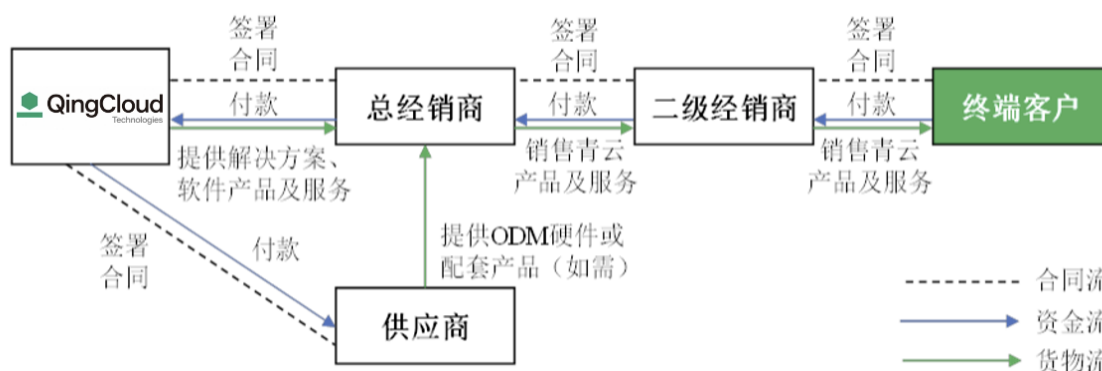 签署
合同
签署
合同
签署
合同
QingCloud
Technologies
付款
总经销商
付款
二级经销商
付款
终端客户
提供解决方案、
软件产品及服务
销售青云
产品及服务
销售青云
产品及服务
签署
合同
付款
提供ODM硬件或
配套产品（如需）
供应商
合同流
资金流
货物流